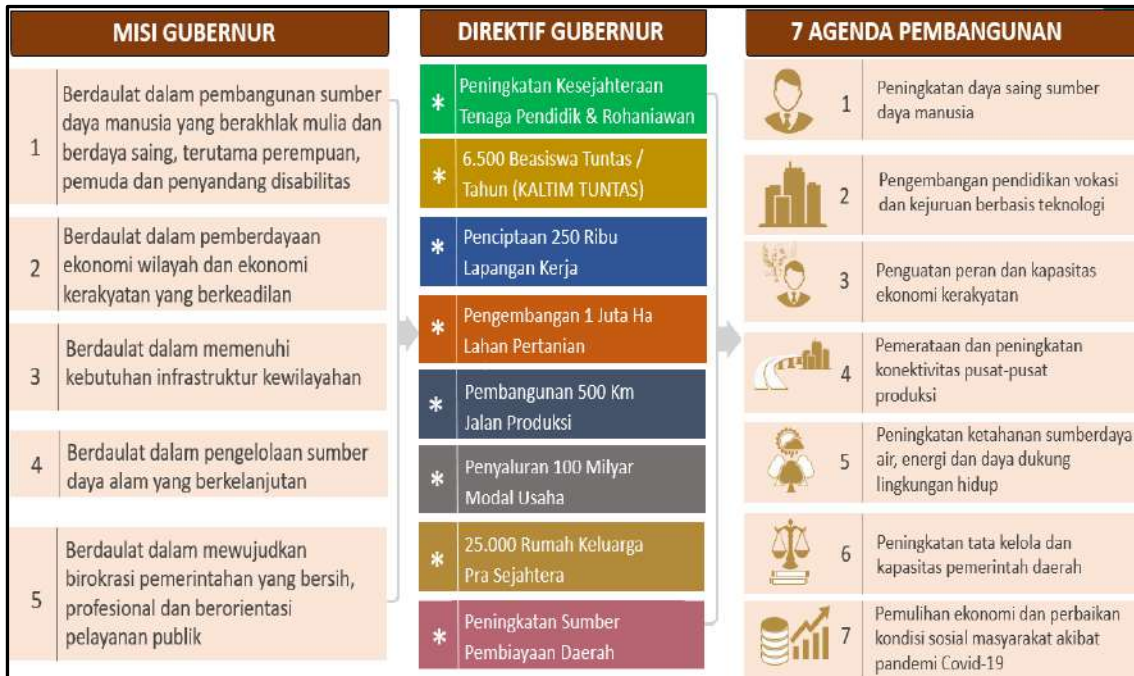 MISI GUBERNUR
1
Berdaulat dalam pembangunan sumber
daya manusia yang berakhlak mulia dan
berdaya saing, terutama perempuan,
pemuda dan penyandang disabilitas
2
Berdaulat dalam pemberdayaan
ekonomi wilayah dan ekonomi
kerakyatan yang berkeadilan
3
Berdaulat dalam memenuhi
kebutuhan infrastruktur kewilayahan
4
Berdaulat dalam pengelolaan sumber
daya alam yang berkelanjutan
5
Berdaulat dalam mewujudkan
birokrasi pemerintahan yang bersih,
profesional dan berorientasi
pelayanan publik
DIREKTIF GUBERNUR
* Peningkatan Kesejahteraan
Tenaga Pendidik & Rohaniawan
* 6.500 Beasiswa Tuntas /
Tahun (KALTIM TUNTAS)
* Penciptaan 250 Ribu
Lapangan Kerja
* Pengembangan 1 Juta Ha
Lahan Pertanian
* Pembangunan 500 Km
Jalan Produksi
* Penyaluran 100 Milyar
Modal Usaha
* 25.000 Rumah Keluarga
Pra Sejahtera
* Peningkatan Sumber
Pembiayaan Daerah
7 AGENDA PEMBANGUNAN
1
Peningkatan daya saing sumber
daya manusia
2
Pengembangan pendidikan vokasi
dan kejuruan berbasis teknologi
3
Penguatan peran dan kapasitas
ekonomi kerakyatan
4
Pemerataan dan peningkatan
konektivitas pusat-pusat
produksi
5
Peningkatan ketahanan sumberdaya
air, energi dan daya dukung
lingkungan hidup
6
Peningkatan tata kelola dan
kapasitas pemerintah daerah
7
Pemulihan ekonomi dan perbaikan
kondisi sosial masyarakat akibat
pandemi Covid-19